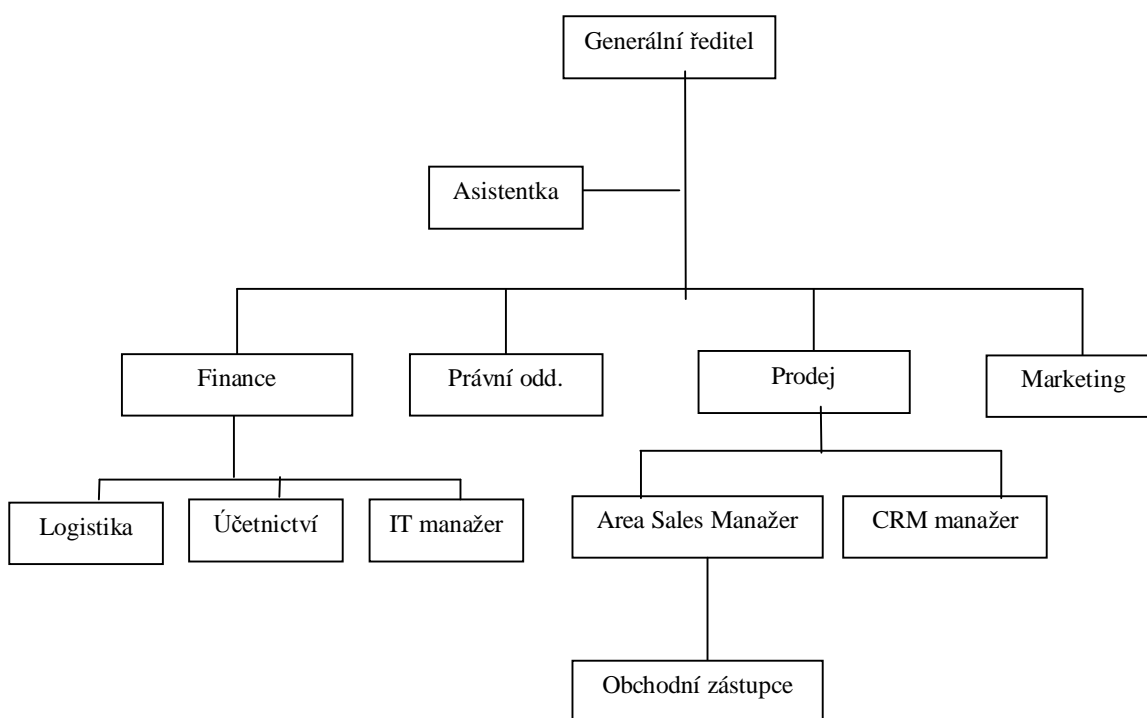 Generální ředitel
Asistentka
Finance
Právní odd.
Prodej
Marketing
Logistika
Účetnictví
IT manažer
Area Sales Manažer
CRM manažer
Obchodní zástupce